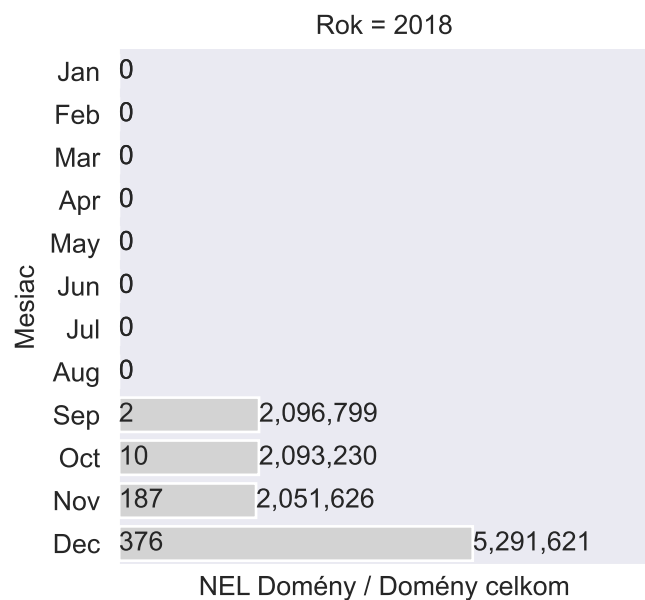 Rok = 2018
Mesiac
Jan 0
Feb 0
Mar 0
Apr 0
May 0
Jun 0
Jul 0
Aug 0
Sep 2 2,096,799
Oct 10 2,093,230
Nov 187 2,051,626
Dec 376 5,291,621
NEL Domény / Domény celkom